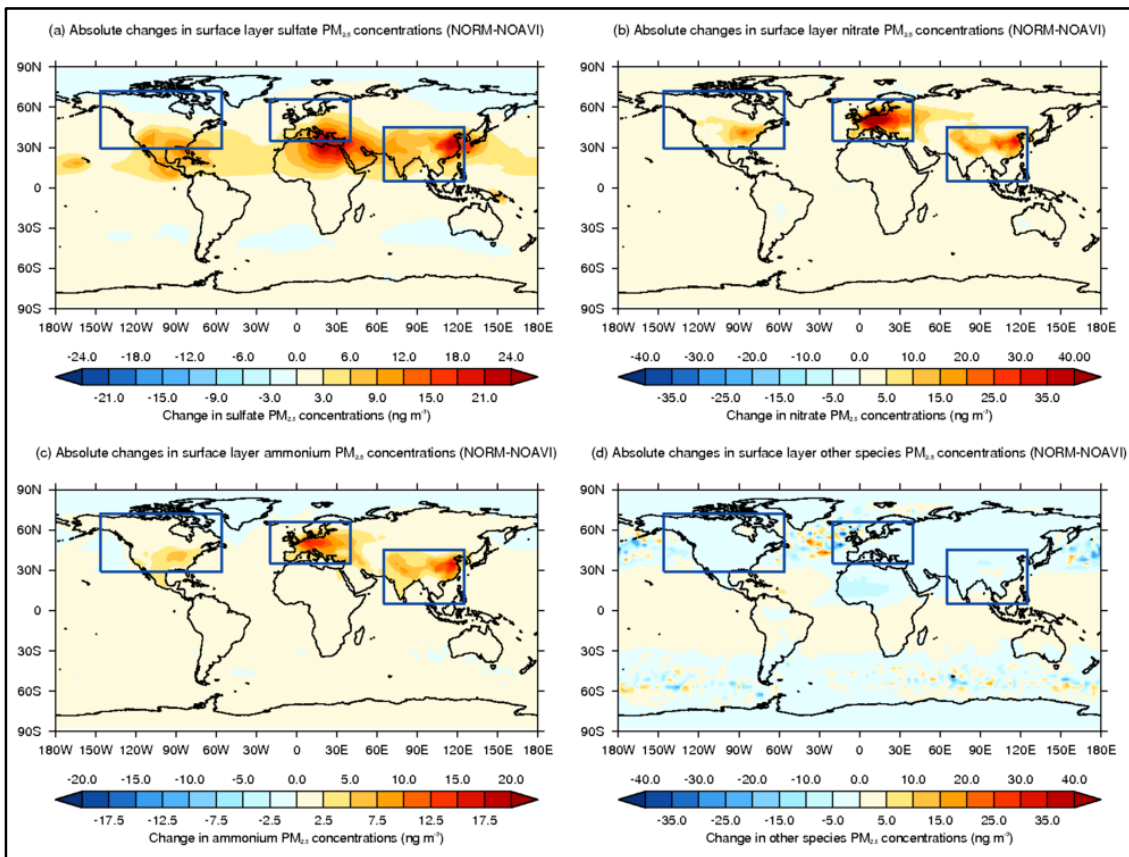 (a) Absolute changes in surface layer sulfate PM₂.₅ concentrations (NORM-NOAVI)
90N
60N
30N
0
30S
60S
90S
180W 150W 120W 90W 60W 30W 0 30E 60E 90E 120E 150E 180E
-24.0 -18.0 -12.0 -6.0 0.0 6.0 12.0 18.0 24.0
-21.0 -15.0 -9.0 -3.0 3.0 9.0 15.0 21.0
Change in sulfate PM₂.₅ concentrations (ng m⁻³)
(b) Absolute changes in surface layer nitrate PM₂.₅ concentrations (NORM-NOAVI)
90N
60N
30N
0
30S
60S
90S
180W 150W 120W 90W 60W 30W 0 30E 60E 90E 120E 150E 180E
-40.0 -30.0 -20.0 -10.0 0.0 10.0 20.0 30.0 40.00
-35.0 -25.0 -15.0 -5.0 5.0 15.0 25.0 35.0
Change in nitrate PM₂.₅ concentrations (ng m⁻³)
(c) Absolute changes in surface layer ammonium PM₂.₅ concentrations (NORM-NOAVI)
90N
60N
30N
0
30S
60S
90S
180W 150W 120W 90W 60W 30W 0 30E 60E 90E 120E 150E 180E
-20.0 -15.0 -10.0 -5.0 0.0 5.0 10.0 15.0 20.0
-17.5 -12.5 -7.5 -2.5 2.5 7.5 12.5 17.5
Change in ammonium PM₂.₅ concentrations (ng m⁻³)
(d) Absolute changes in surface layer other species PM₂.₅ concentrations (NORM-NOAVI)
90N
60N
30N
0
30S
60S
90S
180W 150W 120W 90W 60W 30W 0 30E 60E 90E 120E 150E 180E
-40.0 -30.0 -20.0 -10.0 0.0 10.0 20.0 30.0 40.0
-35.0 -25.0 -15.0 -5.0 5.0 15.0 25.0 35.0
Change in other species PM₂.₅ concentrations (ng m⁻³)